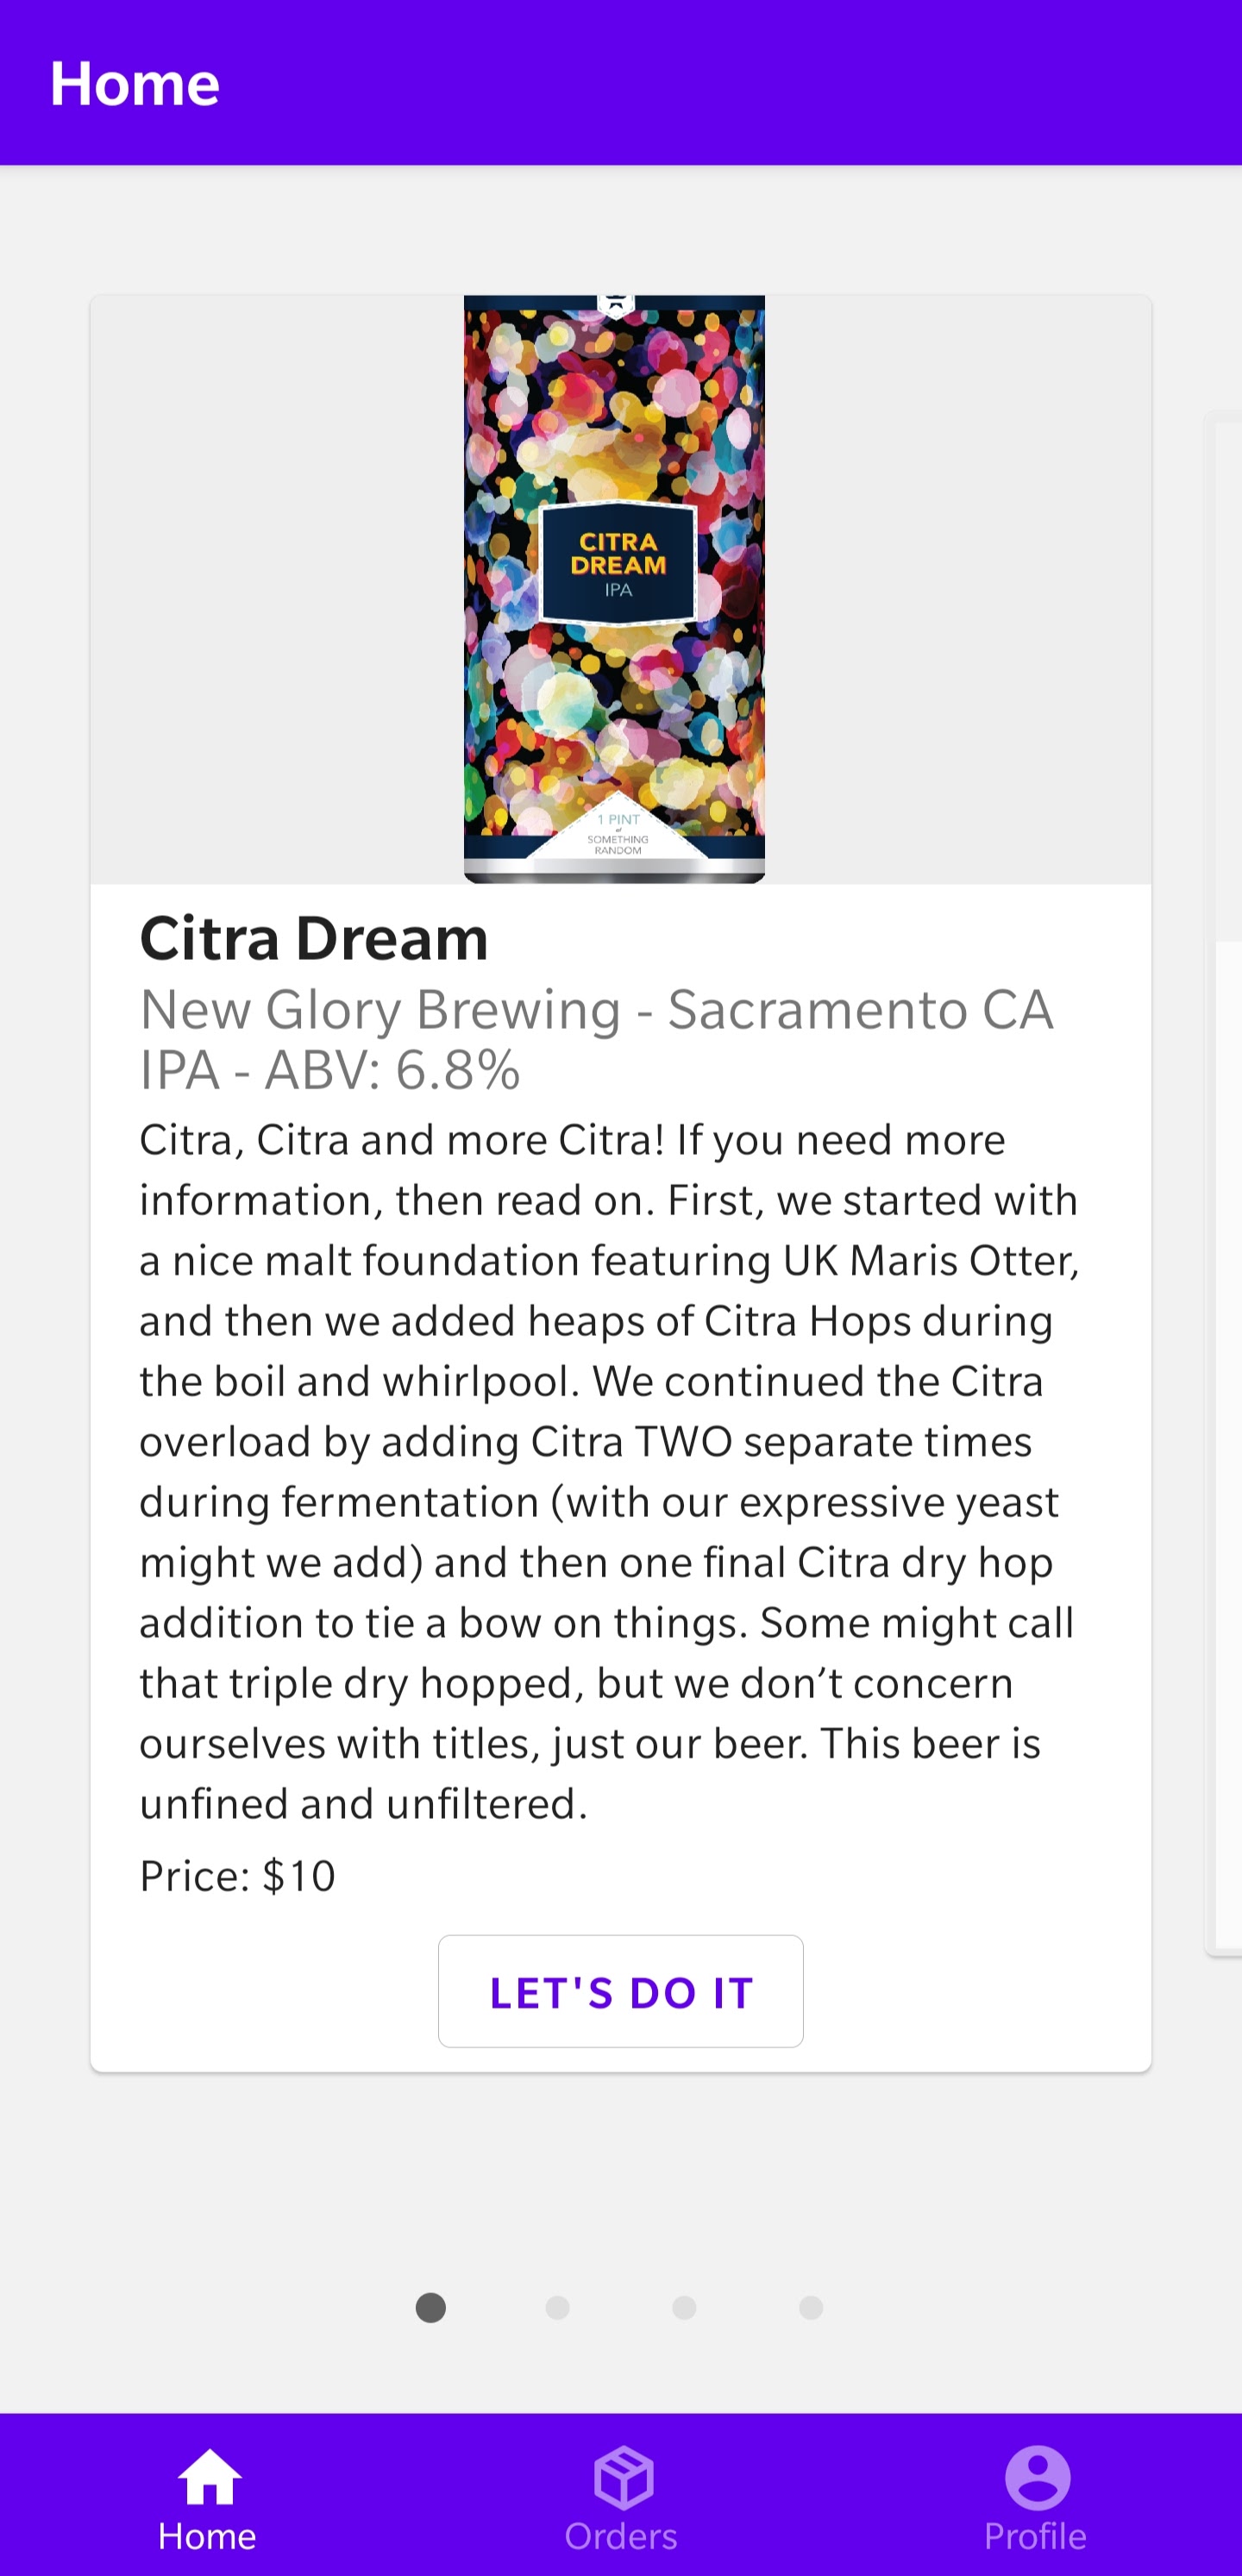 Home
CITRA
DREAM
IPA
1 PINT
of
SOMETHING
RANDOM
Citra Dream
New Glory Brewing - Sacramento CA
IPA - ABV: 6.8%
Citra, Citra and more Citra! If you need more
information, then read on. First, we started with
a nice malt foundation featuring UK Maris Otter,
and then we added heaps of Citra Hops during
the boil and whirlpool. We continued the Citra
overload by adding Citra TWO separate times
during fermentation (with our expressive yeast
might we add) and then one final Citra dry hop
addition to tie a bow on things. Some might call
that triple dry hopped, but we don’t concern
ourselves with titles, just our beer. This beer is
unfined and unfiltered.
Price: $10
LET'S DO IT
Home
Orders
Profile